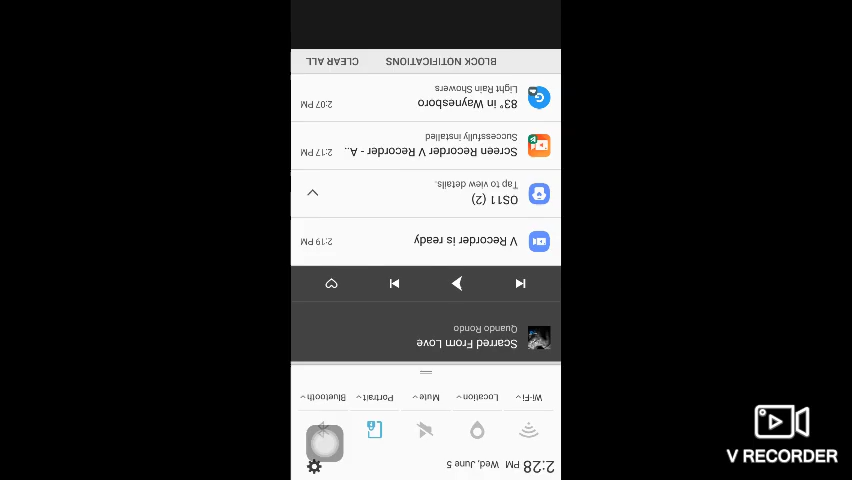 2:28 PM Wed, June 5
Wi-Fi Location Mute Portrait Bluetooth
Scarred From Love
Quando Rondo
V Recorder is ready 2:19 PM
OS11 (2)
Tap to view details.
Screen Recorder V Recorder - A.. 2:17 PM
Successfully installed
83° in Waynesboro 2:07 PM
Light Rain Showers
BLOCK NOTIFICATIONS CLEAR ALL
V RECORDER